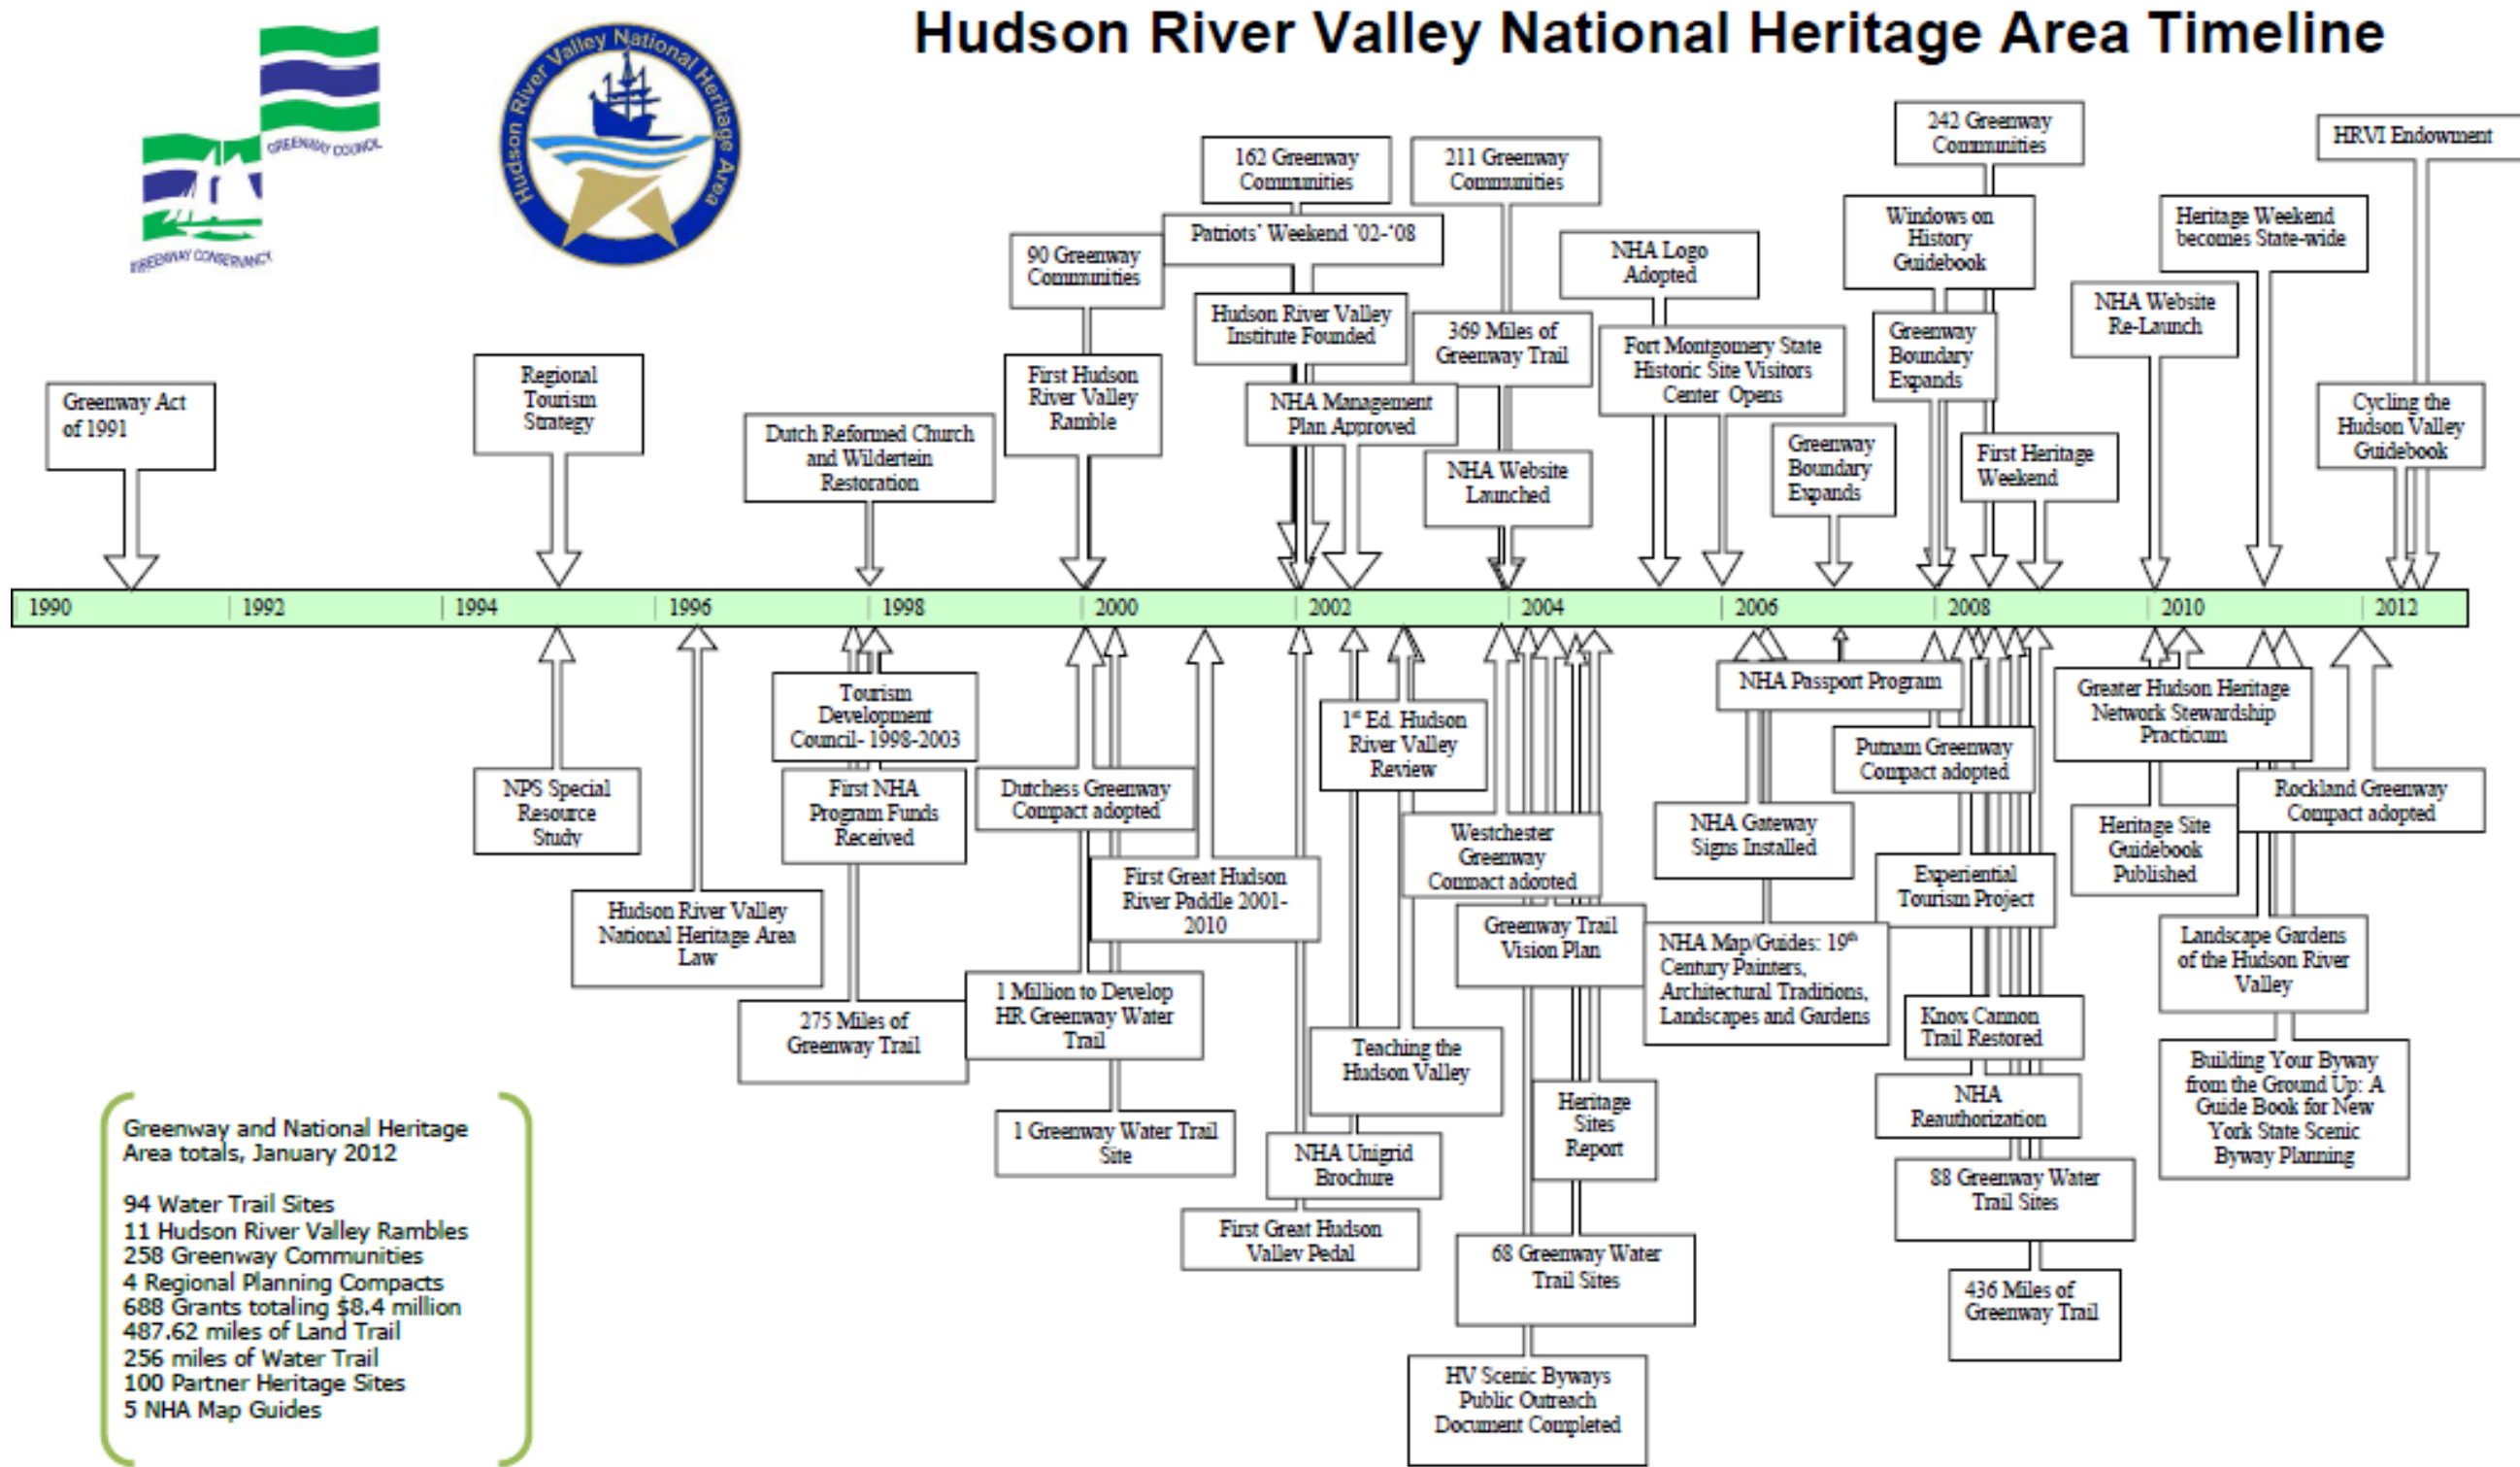 Hudson River Valley National Heritage Area Timeline
GREENWAY COUNCIL
GREENWAY CONSERVANCY
Hudson River Valley National Heritage Area
Greenway Act
of 1991
Regional
Tourism
Strategy
Dutch Reformed Church
and Wildertein
Restoration
90 Greenway
Communities
First Hudson
River Valley
Ramble
162 Greenway
Communities
Patriots' Weekend '02-'08
Hudson River Valley
Institute Founded
NHA Management
Plan Approved
211 Greenway
Communities
369 Miles of
Greenway Trail
NHA Website
Launched
NHA Logo
Adopted
Fort Montgomery State
Historic Site Visitors
Center Opens
Greenway
Boundary
Expands
242 Greenway
Communities
Windows on
History
Guidebook
Greenway
Boundary
Expands
First Heritage
Weekend
Heritage Weekend
becomes State-wide
NHA Website
Re-Launch
HRVI Endowment
Cycling the
Hudson Valley
Guidebook
1990 1992 1994 1996 1998 2000 2002 2004 2006 2008 2010 2012
NPS Special
Resource
Study
Hudson River Valley
National Heritage Area
Law
Tourism
Development
Council- 1998-2003
First NHA
Program Funds
Received
275 Miles of
Greenway Trail
Dutchess Greenway
Compact adopted
First Great Hudson
River Paddle 2001-
2010
1 Million to Develop
HR Greenway Water
Trail
1 Greenway Water Trail
Site
1st Ed. Hudson
River Valley
Review
Teaching the
Hudson Valley
NHA Unigrid
Brochure
First Great Hudson
Valley Pedal
Westchester
Greenway
Compact adopted
Greenway Trail
Vision Plan
Heritage
Sites
Report
68 Greenway Water
Trail Sites
HV Scenic Byways
Public Outreach
Document Completed
NHA Passport Program
NHA Gateway
Signs Installed
NHA Map/Guides: 19th
Century Painters,
Architectural Traditions,
Landscapes and Gardens
Putnam Greenway
Compact adopted
Experiential
Tourism Project
Knox Cannon
Trail Restored
NHA
Reauthorization
88 Greenway Water
Trail Sites
436 Miles of
Greenway Trail
Greater Hudson Heritage
Network Stewardship
Practicum
Heritage Site
Guidebook
Published
Rockland Greenway
Compact adopted
Landscape Gardens
of the Hudson River
Valley
Building Your Byway
from the Ground Up: A
Guide Book for New
York State Scenic
Byway Planning
Greenway and National Heritage
Area totals, January 2012
94 Water Trail Sites
11 Hudson River Valley Rambles
258 Greenway Communities
4 Regional Planning Compacts
688 Grants totaling $8.4 million
487.62 miles of Land Trail
256 miles of Water Trail
100 Partner Heritage Sites
5 NHA Map Guides